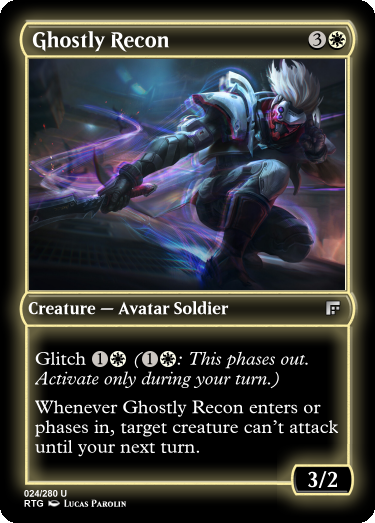 Ghostly Recon 3
Creature — Avatar Soldier
Glitch 1 (1: This phases out.
Activate only during your turn.)
Whenever Ghostly Recon enters or
phases in, target creature can't attack
until your next turn.
3/2
024/280 U
RTG Lucas Parolin